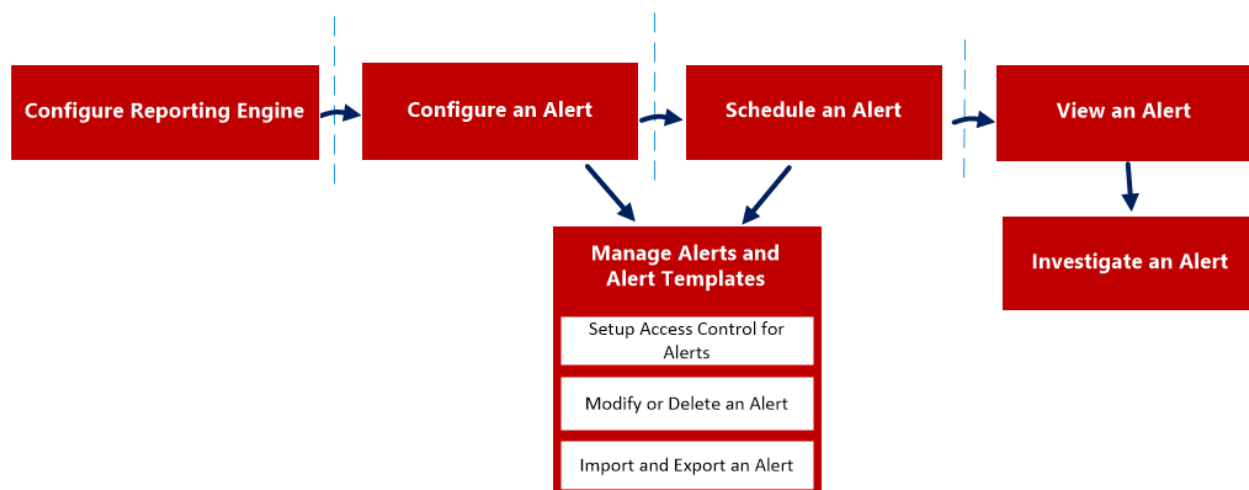 Configure Reporting Engine
Configure an Alert
Schedule an Alert
View an Alert
Manage Alerts and
Alert Templates
Setup Access Control for
Alerts
Modify or Delete an Alert
Import and Export an Alert
Investigate an Alert